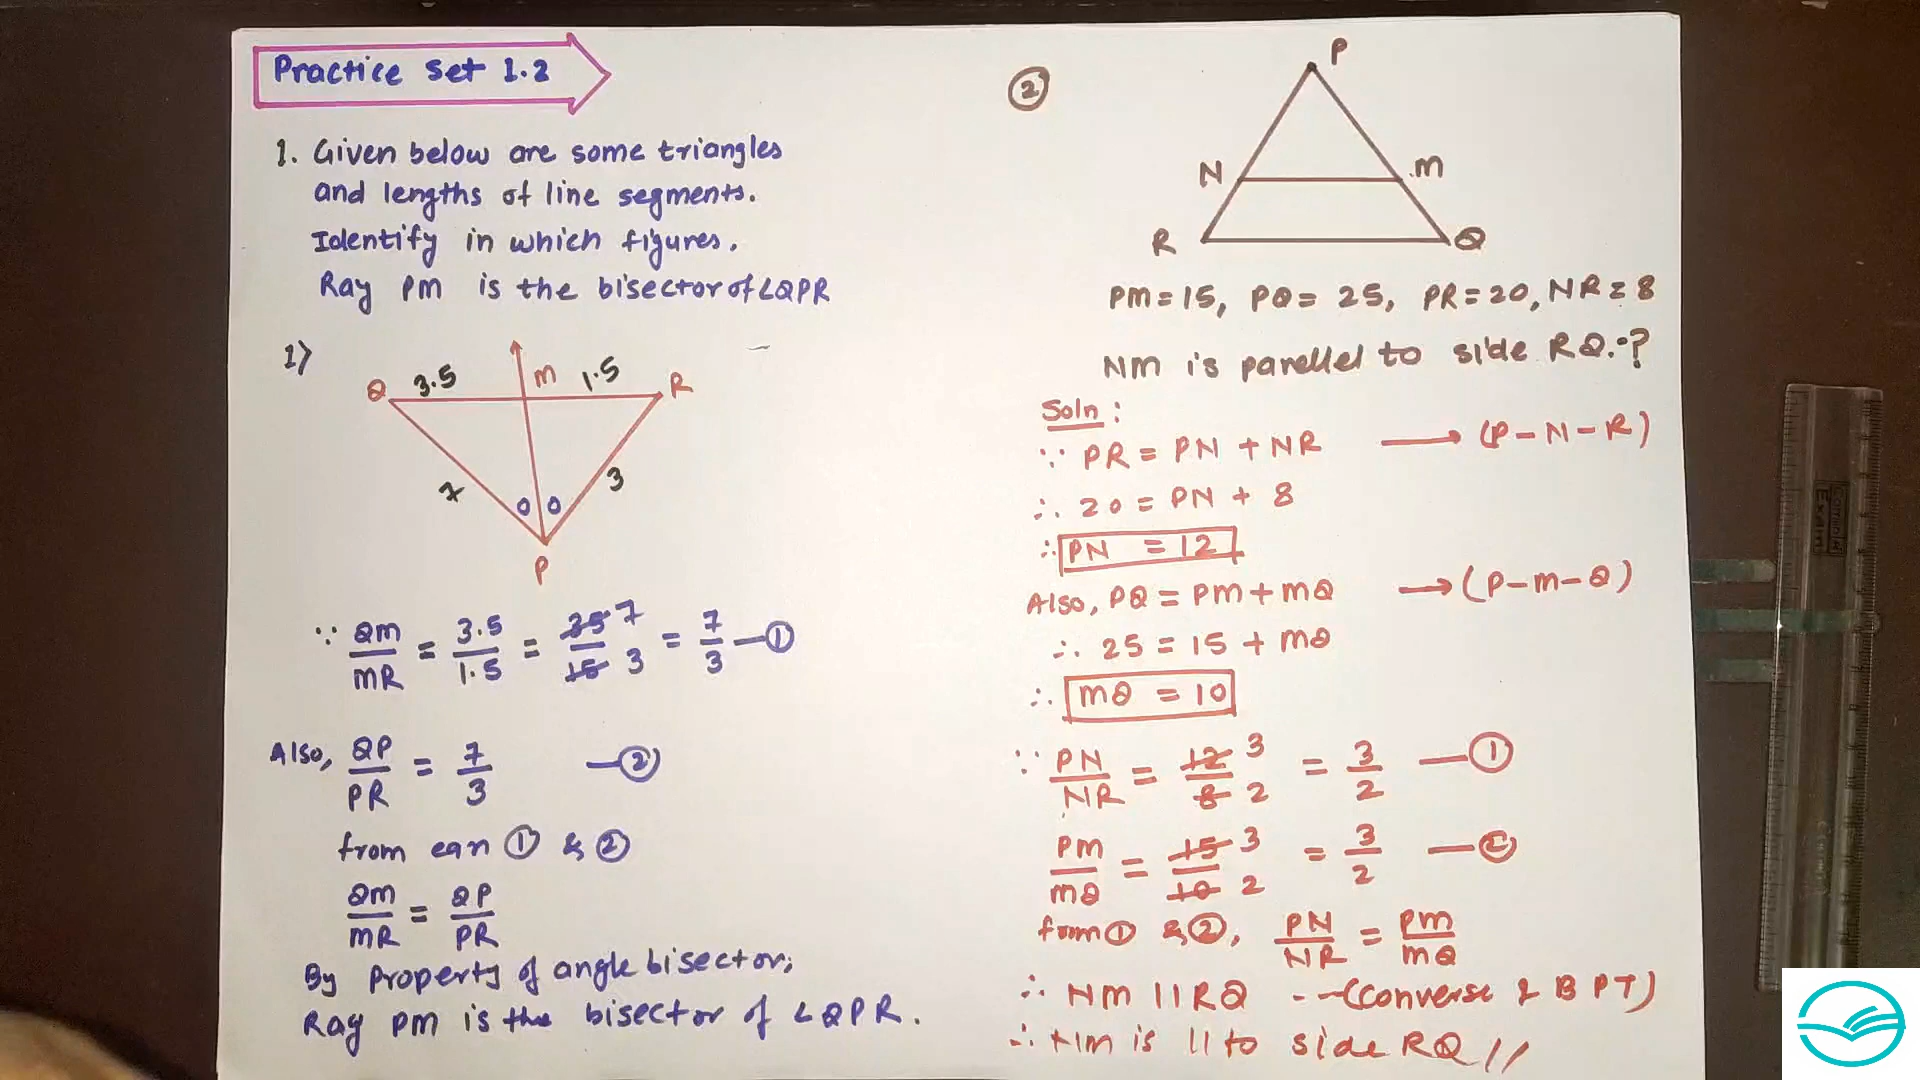 Practice Set 1.2
1. Given below are some triangles
and lengths of line segments.
Identify in which figures.
Ray PM is the bisector of ∠QPR
1)
Q 3.5 M 1.5 R
7 3
P
∵ QM/MR = 3.5/1.5 = 35/15 7/3 = 7/3 — ①
Also, QP/PR = 7/3 — ②
from eqn ① & ②
QM/MR = QP/PR
By Property of angle bisector,
Ray PM is the bisector of ∠QPR.
②
P
N M
R Q
PM = 15, PQ = 25, PR = 20, NR = 8
NM is parellel to side RQ.?
Soln :
∵ PR = PN + NR → (P-N-R)
∴ 20 = PN + 8
∴ PN = 12
Also, PQ = PM + MQ → (P-M-Q)
∴ 25 = 15 + MQ
∴ MQ = 10
∵ PN/NR = 12/8 3/2 = 3/2 — ①
PM/MQ = 15/10 3/2 = 3/2 — ②
from ① & ②, PN/NR = PM/MQ
∴ NM || RQ --(converse of BPT)
∴ NM is || to side RQ //